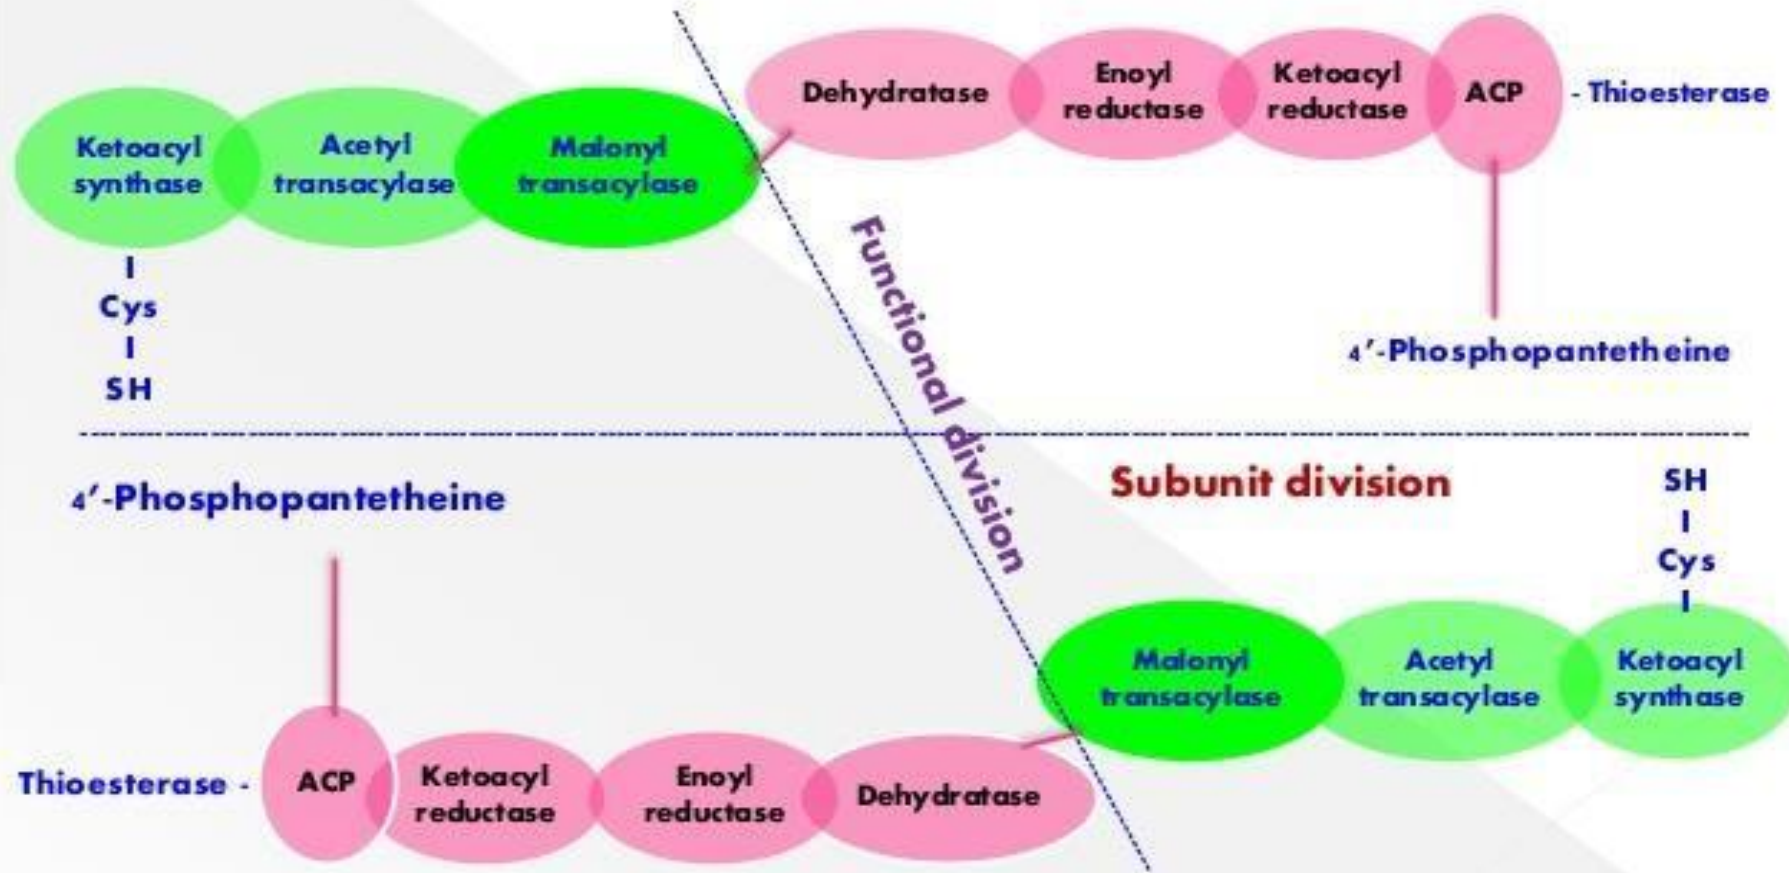 Ketoacyl
synthase
Acetyl
transacylase
Malonyl
transacylase
Dehydratase
Enoyl
reductase
Ketoacyl
reductase
ACP
- Thioesterase
Cys
SH
4'-Phosphopantetheine
Functional division
Subunit division
4'-Phosphopantetheine
SH
Cys
Malonyl
transacylase
Acetyl
transacylase
Ketoacyl
synthase
Thioesterase -
ACP
Ketoacyl
reductase
Enoyl
reductase
Dehydratase